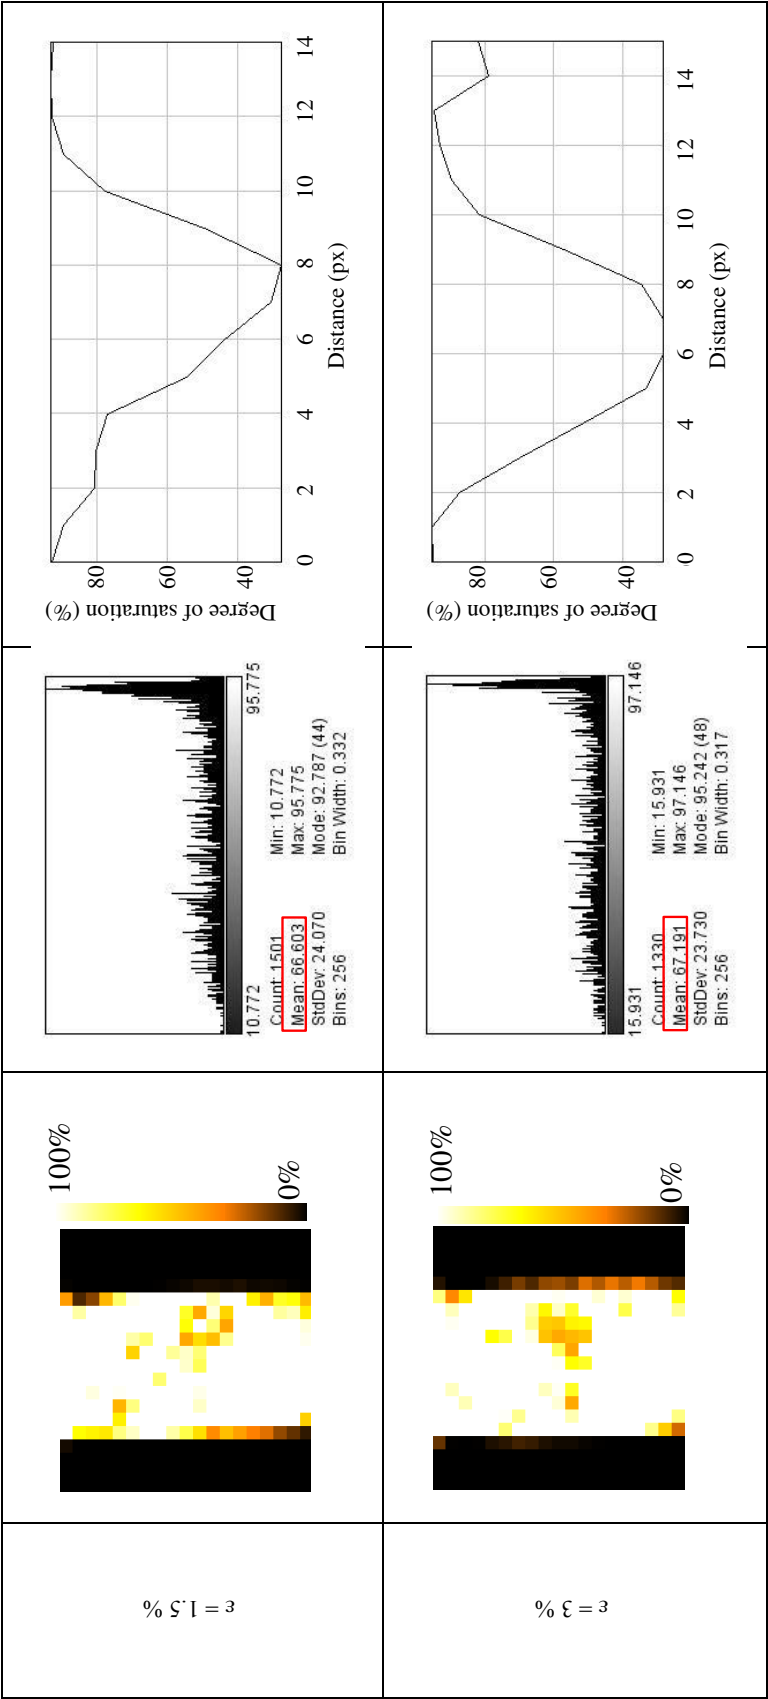 ε = 1.5 %
100%
0%
10.772
95.775
Count: 1501
Min: 10.772
Mean: 66.603
Max: 95.775
StdDev: 24.070
Mode: 92.787 (44)
Bins: 256
Bin Width: 0.332
Degree of saturation (%)
80
60
40
0
2
4
6
8
10
12
14
Distance (px)
ε = 3 %
100%
0%
15.931
97.146
Count: 1330
Min: 15.931
Mean: 67.191
Max: 97.146
StdDev: 23.730
Mode: 95.242 (48)
Bins: 256
Bin Width: 0.317
Degree of saturation (%)
80
60
40
0
2
4
6
8
10
12
14
Distance (px)